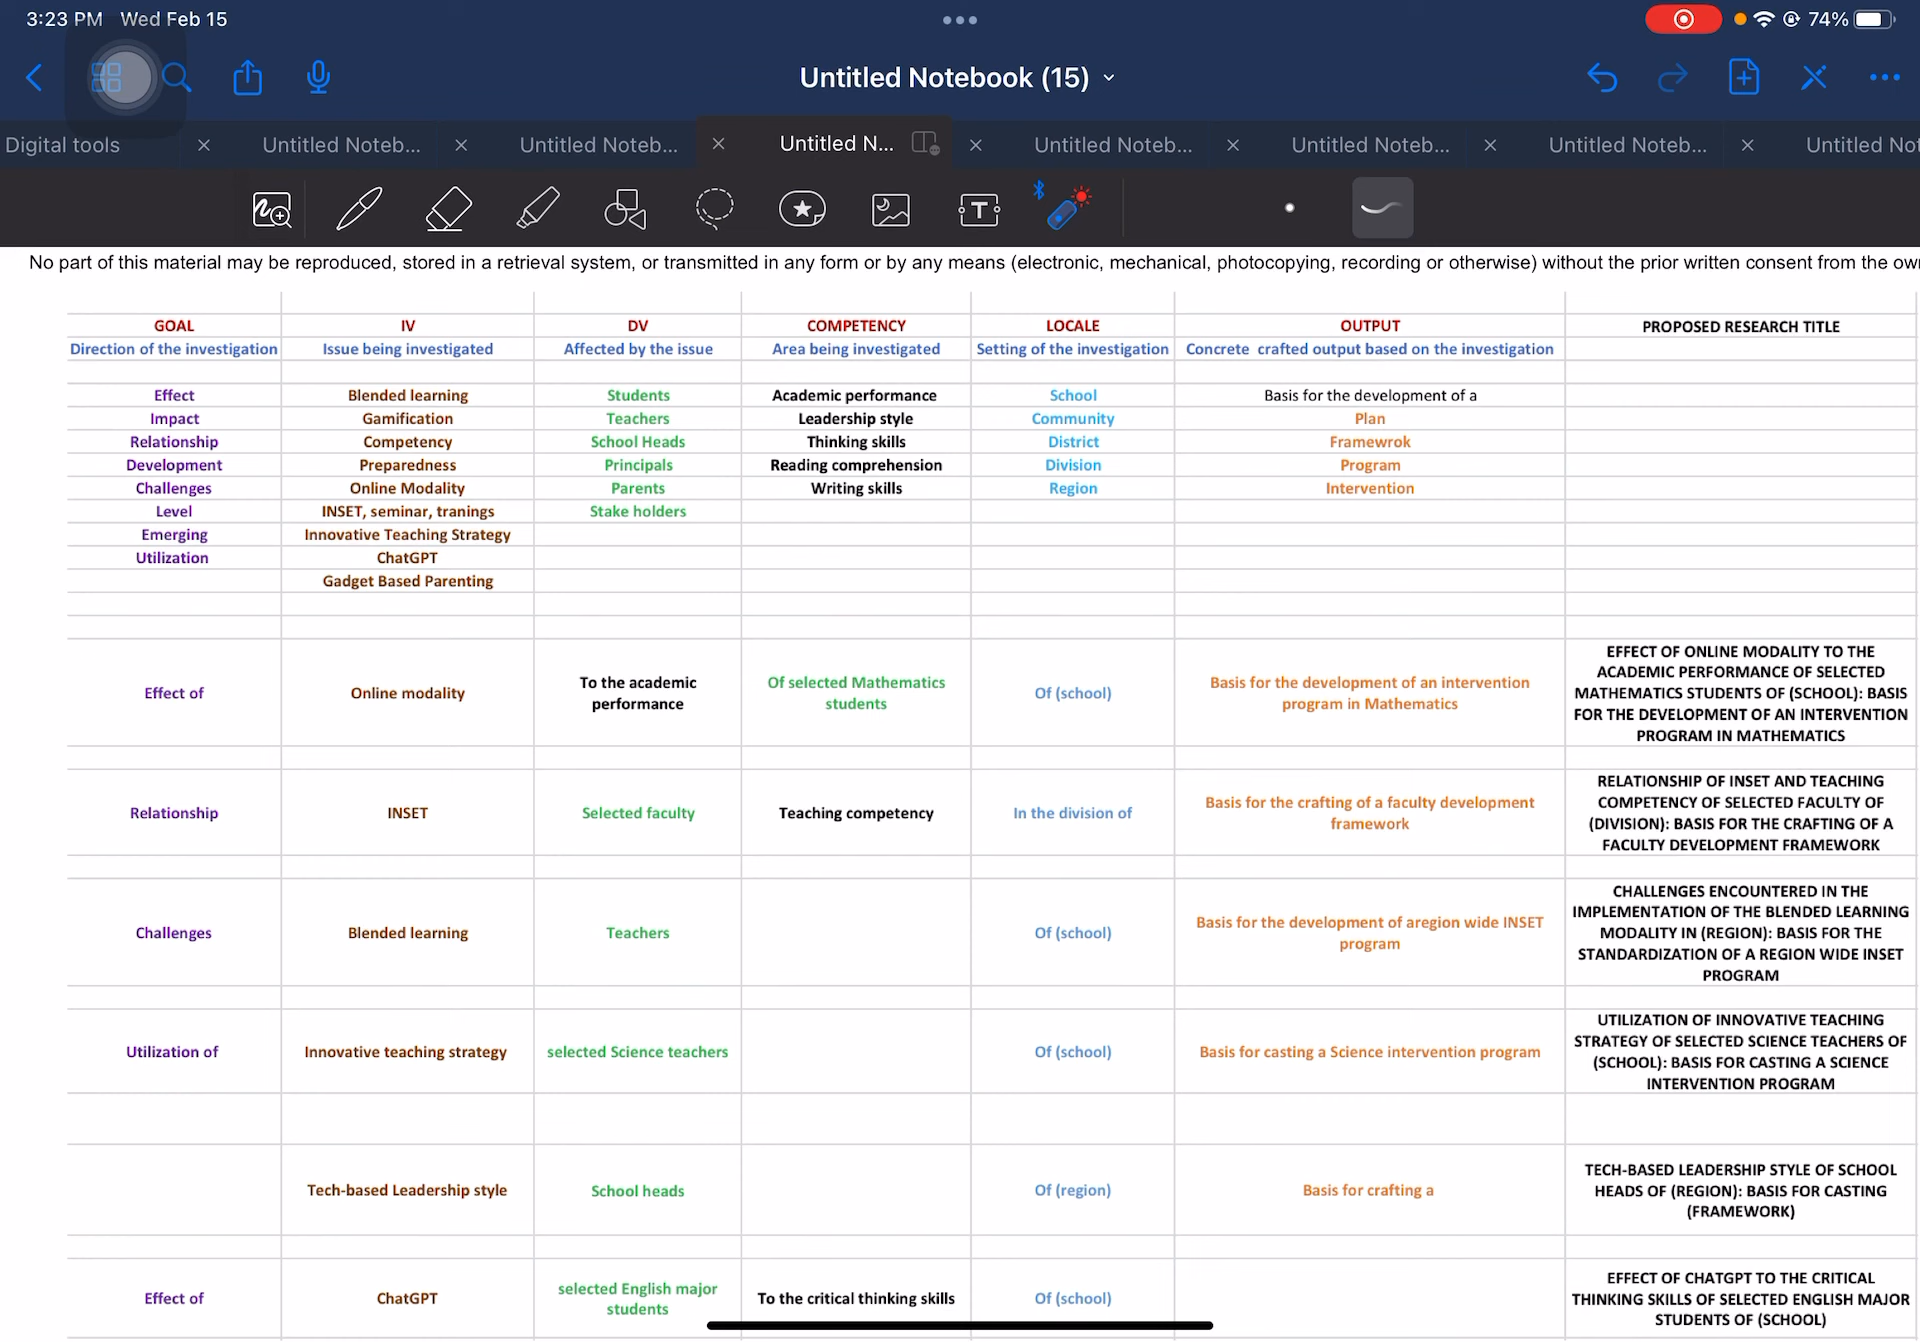 3:23 PM Wed Feb 15
74%
Untitled Notebook (15)
Digital tools
Untitled Noteb...
Untitled Noteb...
Untitled N...
Untitled Noteb...
Untitled Noteb...
Untitled Noteb...
Untitled Not
T
No part of this material may be reproduced, stored in a retrieval system, or transmitted in any form or by any means (electronic, mechanical, photocopying, recording or otherwise) without the prior written consent from the ow
GOAL IV DV COMPETENCY LOCALE OUTPUT PROPOSED RESEARCH TITLE
Direction of the investigation Issue being investigated Affected by the issue Area being investigated Setting of the investigation Concrete crafted output based on the investigation
Effect Blended learning Students Academic performance School Basis for the development of a
Impact Gamification Teachers Leadership style Community Plan
Relationship Competency School Heads Thinking skills District Framewrok
Development Preparedness Principals Reading comprehension Division Program
Challenges Online Modality Parents Writing skills Region Intervention
Level INSET, seminar, tranings Stake holders
Emerging Innovative Teaching Strategy
Utilization ChatGPT
Gadget Based Parenting
Effect of
Online modality
To the academic
performance
Of selected Mathematics
students
Of (school)
Basis for the development of an intervention
program in Mathematics
EFFECT OF ONLINE MODALITY TO THE
ACADEMIC PERFORMANCE OF SELECTED
MATHEMATICS STUDENTS OF (SCHOOL): BASIS
FOR THE DEVELOPMENT OF AN INTERVENTION
PROGRAM IN MATHEMATICS
Relationship
INSET
Selected faculty
Teaching competency
In the division of
Basis for the crafting of a faculty development
framework
RELATIONSHIP OF INSET AND TEACHING
COMPETENCY OF SELECTED FACULTY OF
(DIVISION): BASIS FOR THE CRAFTING OF A
FACULTY DEVELOPMENT FRAMEWORK
Challenges
Blended learning
Teachers
Of (school)
Basis for the development of aregion wide INSET
program
CHALLENGES ENCOUNTERED IN THE
IMPLEMENTATION OF THE BLENDED LEARNING
MODALITY IN (REGION): BASIS FOR THE
STANDARDIZATION OF A REGION WIDE INSET
PROGRAM
Utilization of
Innovative teaching strategy
selected Science teachers
Of (school)
Basis for casting a Science intervention program
UTILIZATION OF INNOVATIVE TEACHING
STRATEGY OF SELECTED SCIENCE TEACHERS OF
(SCHOOL): BASIS FOR CASTING A SCIENCE
INTERVENTION PROGRAM
Tech-based Leadership style
School heads
Of (region)
Basis for crafting a
TECH-BASED LEADERSHIP STYLE OF SCHOOL
HEADS OF (REGION): BASIS FOR CASTING
(FRAMEWORK)
Effect of
ChatGPT
selected English major
students
To the critical thinking skills
Of (school)
EFFECT OF CHATGPT TO THE CRITICAL
THINKING SKILLS OF SELECTED ENGLISH MAJOR
STUDENTS OF (SCHOOL)